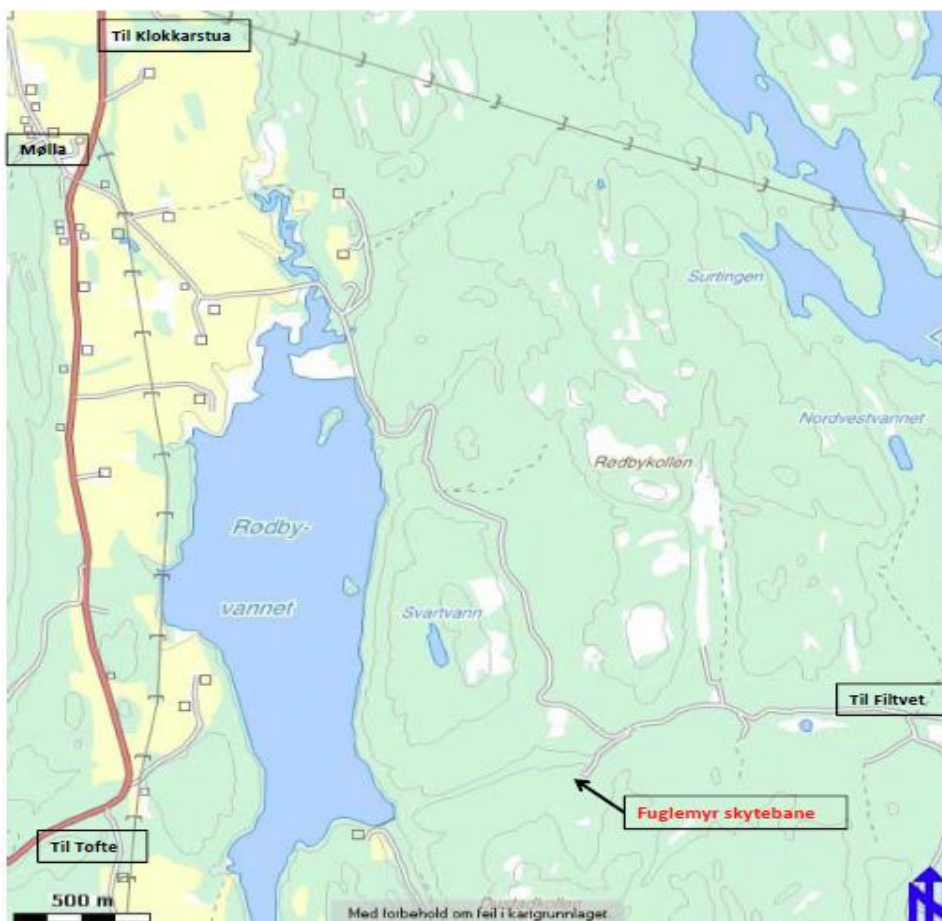 Til Klokkarstua
Mølla
Surtingen
Nordvestvannet
Rødbykollen
Rødby-
vannet
Svartvann
Til Filtvet
Fuglemyr skytebane
Til Tofte
500 m
Med forbehold om feil i kartgrunnlaget.
N